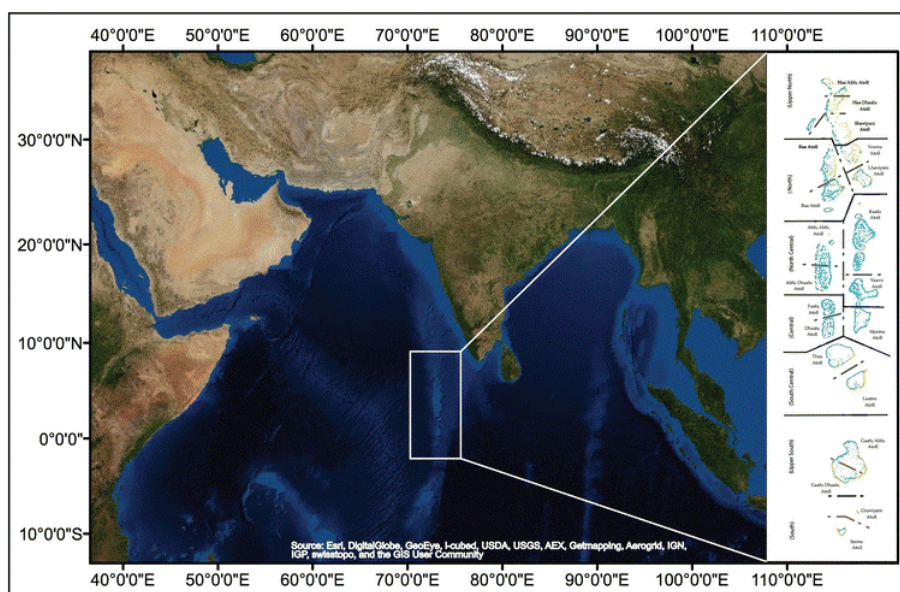 40°0'0"E 50°0'0"E 60°0'0"E 70°0'0"E 80°0'0"E 90°0'0"E 100°0'0"E 110°0'0"E
30°0'0"N
20°0'0"N
10°0'0"N
0°0'0"
10°0'0"S
(Upper North)
Haa Alifu Atoll
Haa Dhaalu
Atoll
Shaviyani
Atoll
(North)
Raa Atoll
Noonu
Atoll
Lhaviyani
Atoll
Baa Atoll
Kaafu
Atoll
(North Central)
Alifu Alifu
Atoll
Alifu Dhaalu
Atoll
Vaavu
Atoll
(Central)
Faafu
Atoll
Dhaalu
Atoll
Meemu
Atoll
(South Central)
Thaa
Atoll
Laamu
Atoll
(Upper South)
Gaafu Alifu
Atoll
Gaafu Dhaalu
Atoll
(South)
Gnaviyani
Atoll
Seenu
Atoll
Source: Esri, DigitalGlobe, GeoEye, i-cubed, USDA, USGS, AEX, Getmapping, Aerogrid, IGN,
IGP, swisstopo, and the GIS User Community
40°0'0"E 50°0'0"E 60°0'0"E 70°0'0"E 80°0'0"E 90°0'0"E 100°0'0"E 110°0'0"E